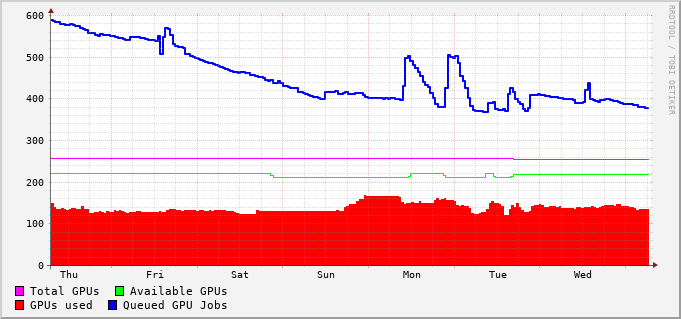 600
500
400
300
200
100
0
Thu Fri Sat Sun Mon Tue Wed
Total GPUs Available GPUs
GPUs used Queued GPU Jobs
RRDTOOL / TOBI OETIKER